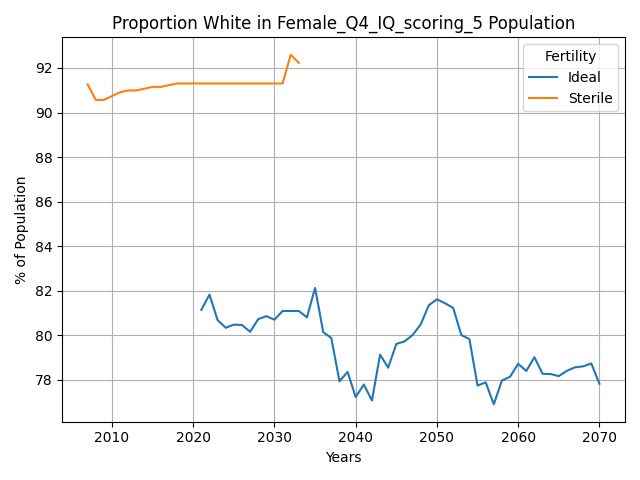 Proportion White in Female_Q4_IQ_scoring_5 Population
Fertility
Ideal
Sterile
% of Population
92
90
88
86
84
82
80
78
2010
2020
2030
2040
2050
2060
2070
Years